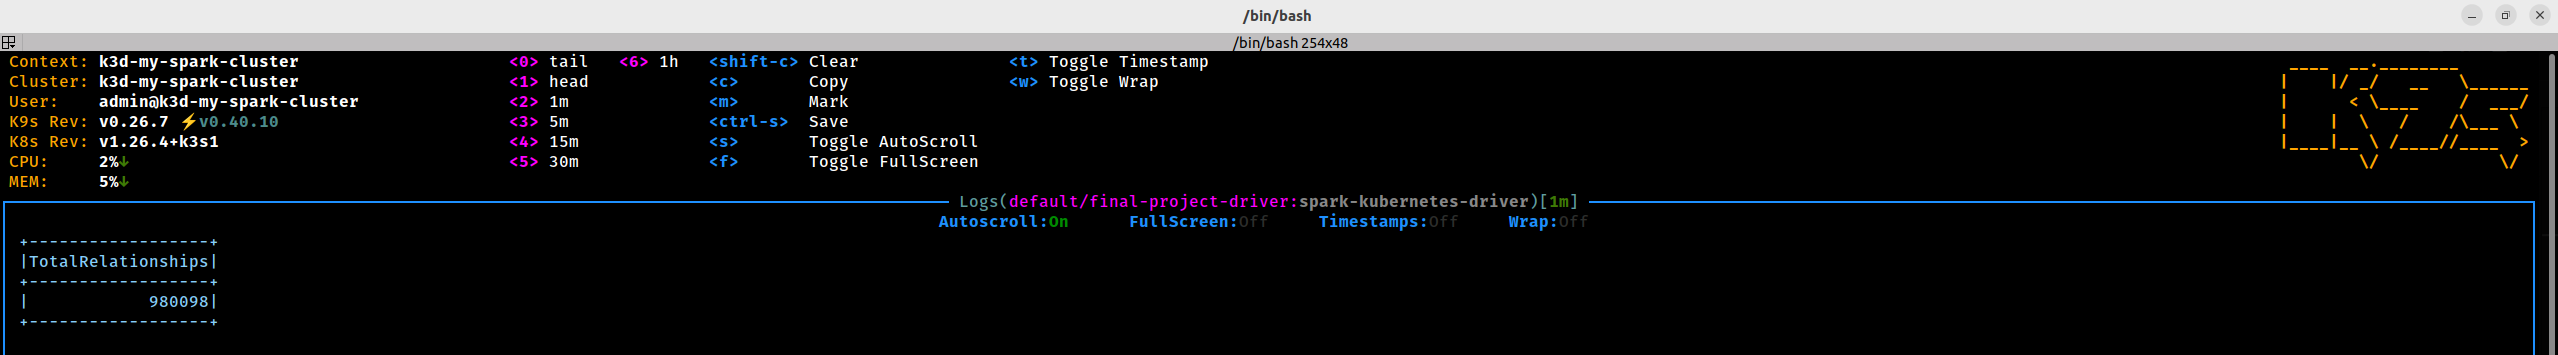 /bin/bash
/bin/bash 254x48
Context: k3d-my-spark-cluster <0> tail <6> 1h <shift-c> Clear <t> Toggle Timestamp
Cluster: k3d-my-spark-cluster <1> head <c> Copy <w> Toggle Wrap
User: admin@k3d-my-spark-cluster <2> 1m <m> Mark
K9s Rev: v0.26.7 ⚡v0.40.10 <3> 5m <ctrl-s> Save
K8s Rev: v1.26.4+k3s1 <4> 15m <s> Toggle AutoScroll
CPU: 2%↓ <5> 30m <f> Toggle FullScreen
MEM: 5%↓
Logs(default/final-project-driver:spark-kubernetes-driver)[1m]
Autoscroll:On FullScreen:Off Timestamps:Off Wrap:Off
+------------------+
|TotalRelationships|
+------------------+
|            980098|
+------------------+